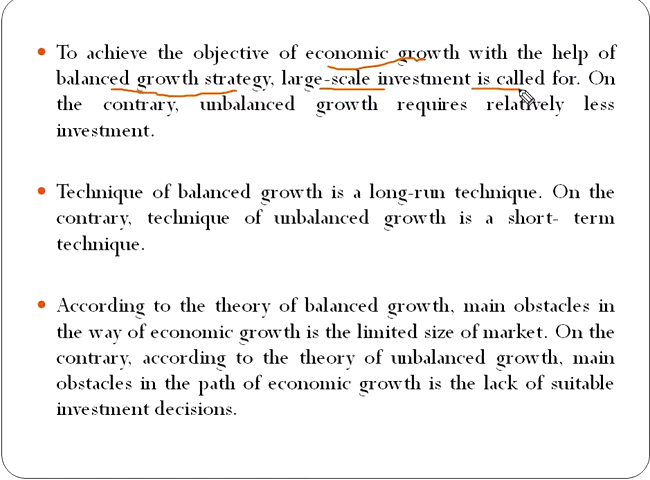 To achieve the objective of economic growth with the help of
balanced growth strategy, large-scale investment is called for. On
the contrary, unbalanced growth requires relatively less
investment.
Technique of balanced growth is a long-run technique. On the
contrary, technique of unbalanced growth is a short- term
technique.
According to the theory of balanced growth, main obstacles in
the way of economic growth is the limited size of market. On the
contrary, according to the theory of unbalanced growth, main
obstacles in the path of economic growth is the lack of suitable
investment decisions.